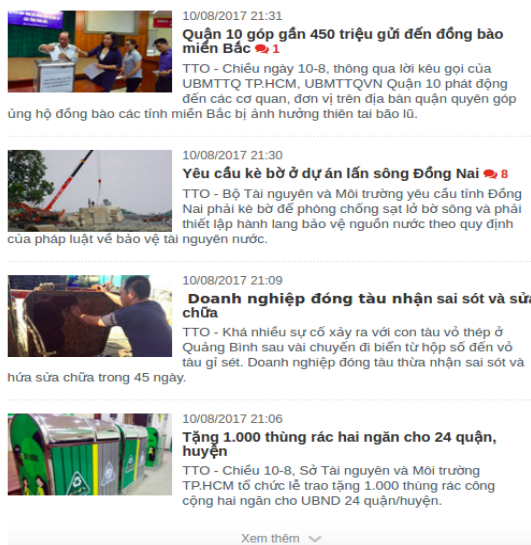 10/08/2017 21:31
Quận 10 góp gần 450 triệu gửi đến đồng bào
miền Bắc 1
TTO - Chiều ngày 10-8, thông qua lời kêu gọi của
UBMTTQ TP.HCM, UBMTTQVN Quận 10 phát động
đến các cơ quan, đơn vị trên địa bàn quận quyên góp
ủng hộ đồng bào các tỉnh miền Bắc bị ảnh hưởng thiên tai bão lũ.
10/08/2017 21:30
Yêu cầu kè bờ ở dự án lấn sông Đồng Nai 8
TTO - Bộ Tài nguyên và Môi trường yêu cầu tỉnh Đồng
Nai phải kè bờ để phòng chống sạt lở bờ sông và phải
thiết lập hành lang bảo vệ nguồn nước theo quy định
của pháp luật về bảo vệ tài nguyên nước.
10/08/2017 21:09
Doanh nghiệp đóng tàu nhận sai sót và sửa
chữa
TTO - Khá nhiều sự cố xảy ra với con tàu vỏ thép ở
Quảng Bình sau vài chuyến đi biển từ hộp số đến vỏ
tàu gỉ sét. Doanh nghiệp đóng tàu thừa nhận sai sót và
hứa sửa chữa trong 45 ngày.
10/08/2017 21:06
Tặng 1.000 thùng rác hai ngăn cho 24 quận,
huyện
TTO - Chiều 10-8, Sở Tài nguyên và Môi trường
TP.HCM tổ chức lễ trao tặng 1.000 thùng rác công
cộng hai ngăn cho UBND 24 quận/huyện.
Xem thêm